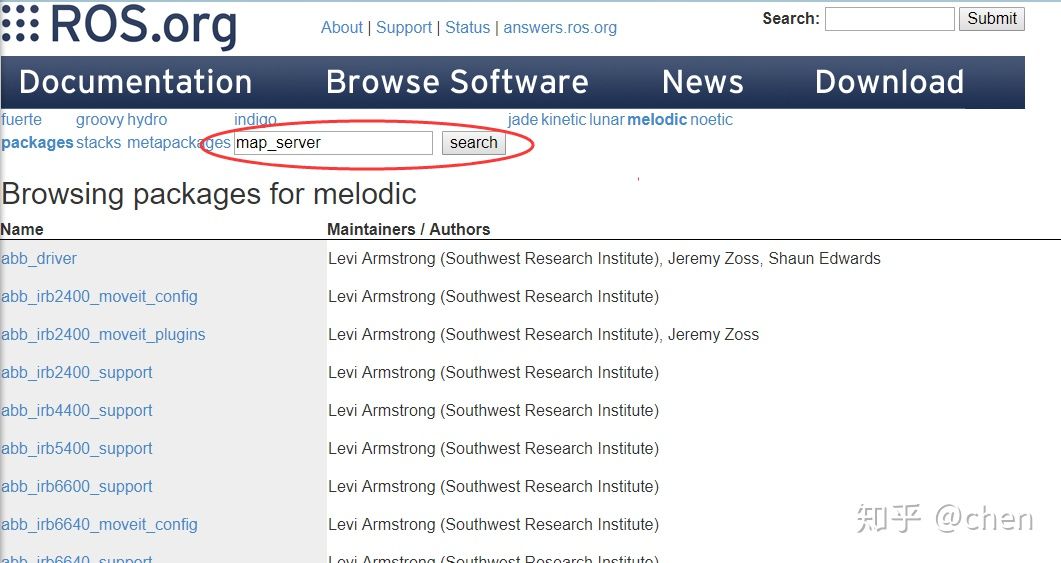 ROS.org
About | Support | Status | answers.ros.org
Search: Submit
Documentation Browse Software News Download
fuerte groovy hydro indigo jade kinetic lunar melodic noetic
packages stacks metapackages map_server search
Browsing packages for melodic
Name Maintainers / Authors
abb_driver Levi Armstrong (Southwest Research Institute), Jeremy Zoss, Shaun Edwards
abb_irb2400_moveit_config Levi Armstrong (Southwest Research Institute)
abb_irb2400_moveit_plugins Levi Armstrong (Southwest Research Institute), Jeremy Zoss
abb_irb2400_support Levi Armstrong (Southwest Research Institute)
abb_irb4400_support Levi Armstrong (Southwest Research Institute)
abb_irb5400_support Levi Armstrong (Southwest Research Institute)
abb_irb6600_support Levi Armstrong (Southwest Research Institute)
abb_irb6640_moveit_config Levi Armstrong (Southwest Research Institute)
abb_irb6640_support Levi Armstrong (Southwest Research Institute)
知乎 @chen